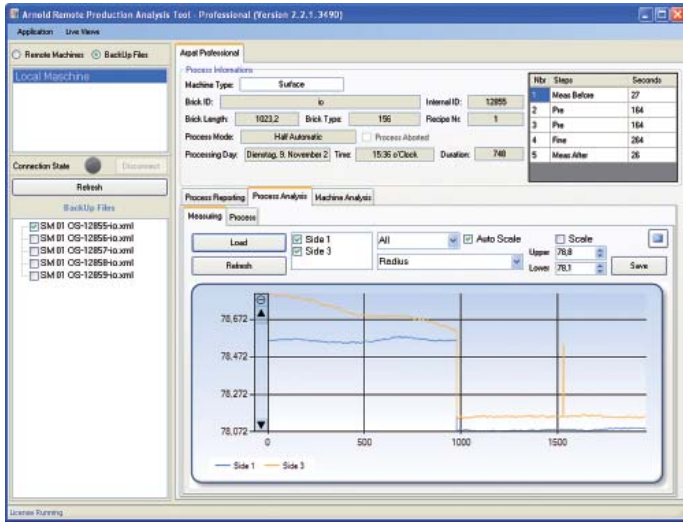 Arnold Remote Production Analysis Tool - Professional (Version 2.2.1.3490)
Application Live Views
Remote Machines BackUp Files
Local Maschine
Connection State Disconnect
Refresh
BackUp Files
SM 01 OS-12855-io.xml
SM 01 OS-12857-io.xml
SM 01 OS-12858-io.xml
SM 01 OS-12859-io.xml
Arpat Professional
Process Informations
Machine Type: Surface
Brick ID: io Internal ID: 12855
Brick Length: 1023,2 Brick Type: 156 Recipe Nr: 1
Process Mode: Half Automatic Process Aborted
Processing Day: Dienstag, 9. November 2 Time: 15:36 o'Clock Duration: 748
Nbr Steps Seconds
1 Meas Before 27
2 Pre 164
3 Pre 164
4 Fine 264
5 Meas After 26
Process Reporting Process Analysis Machine Analysis
Measuring Process
Load Side 1 All Auto Scale Scale
Side 3 Upper 78,8
Refresh Radius Lower 78,1 Save
78,672
78,472
78,272
78,072
0 500 1000 1500
Side 1 Side 3
License Running